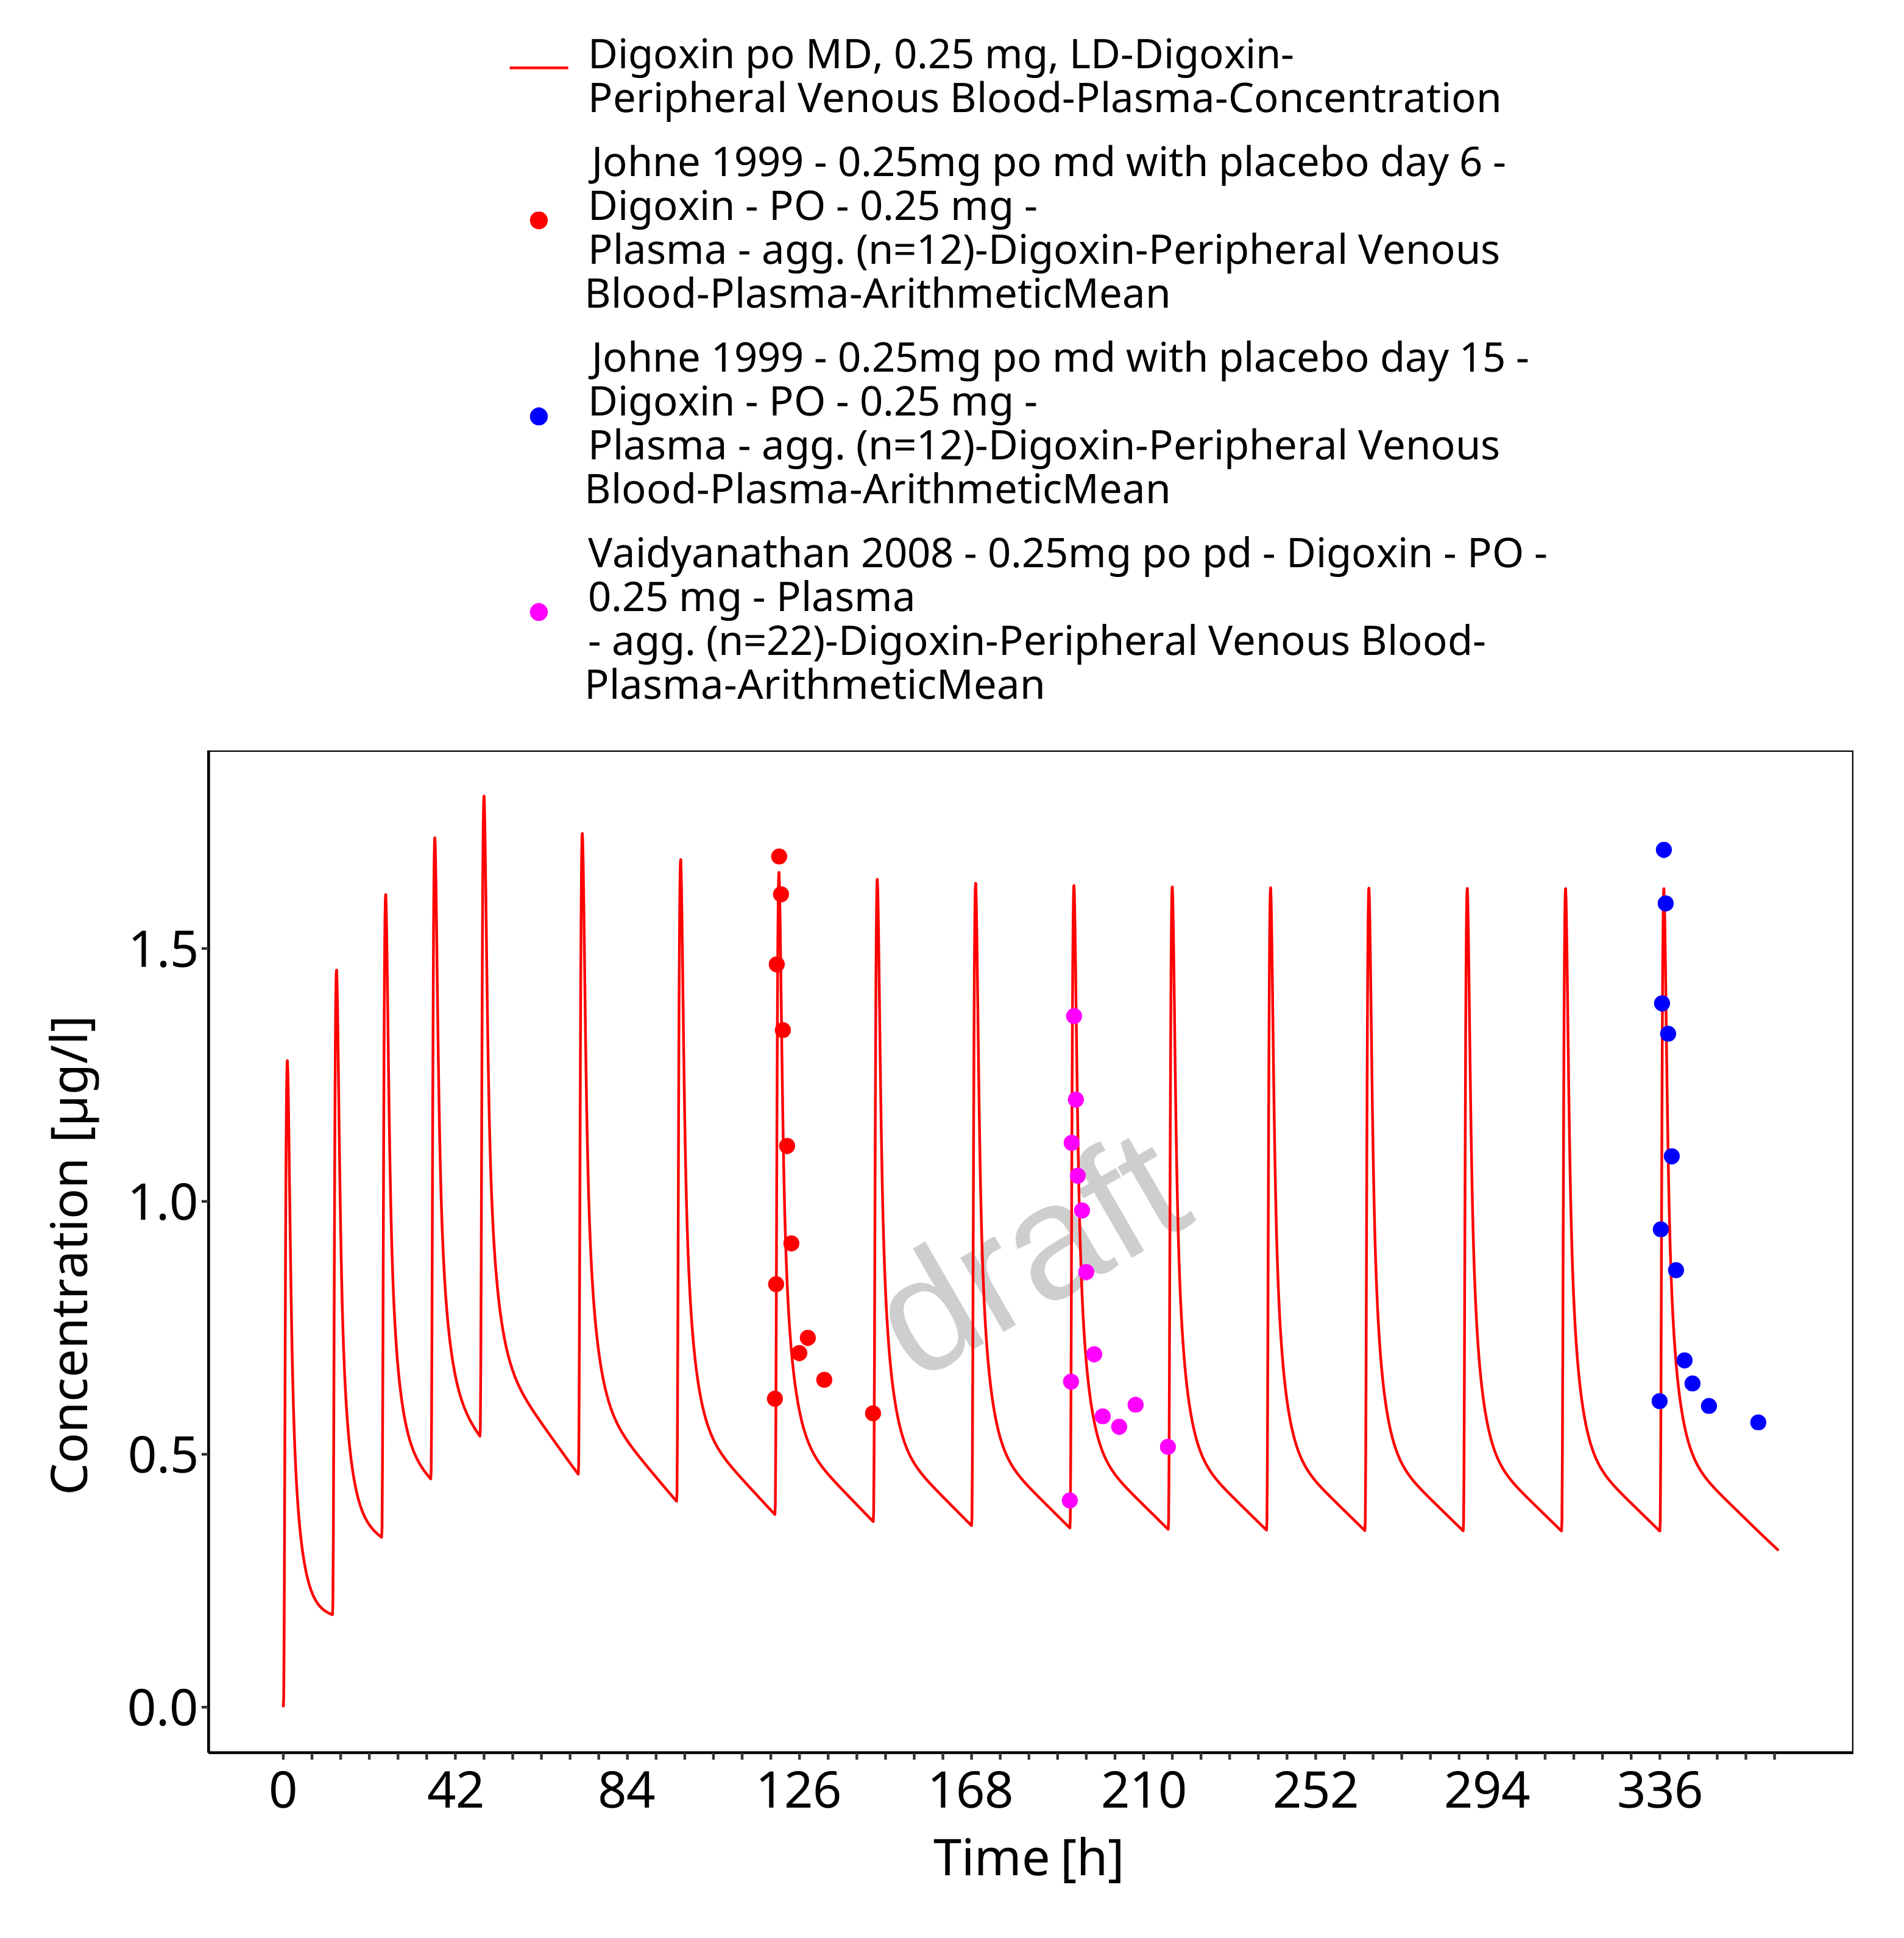 Digoxin po MD, 0.25 mg, LD-Digoxin-
Peripheral Venous Blood-Plasma-Concentration
Johne 1999 - 0.25mg po md with placebo day 6 -
Digoxin - PO - 0.25 mg -
Plasma - agg. (n=12)-Digoxin-Peripheral Venous
Blood-Plasma-ArithmeticMean
Johne 1999 - 0.25mg po md with placebo day 15 -
Digoxin - PO - 0.25 mg -
Plasma - agg. (n=12)-Digoxin-Peripheral Venous
Blood-Plasma-ArithmeticMean
Vaidyanathan 2008 - 0.25mg po pd - Digoxin - PO -
0.25 mg - Plasma
- agg. (n=22)-Digoxin-Peripheral Venous Blood-
Plasma-ArithmeticMean
Concentration [µg/l]
1.5
1.0
0.5
0.0
draft
0 42 84 126 168 210 252 294 336
Time [h]